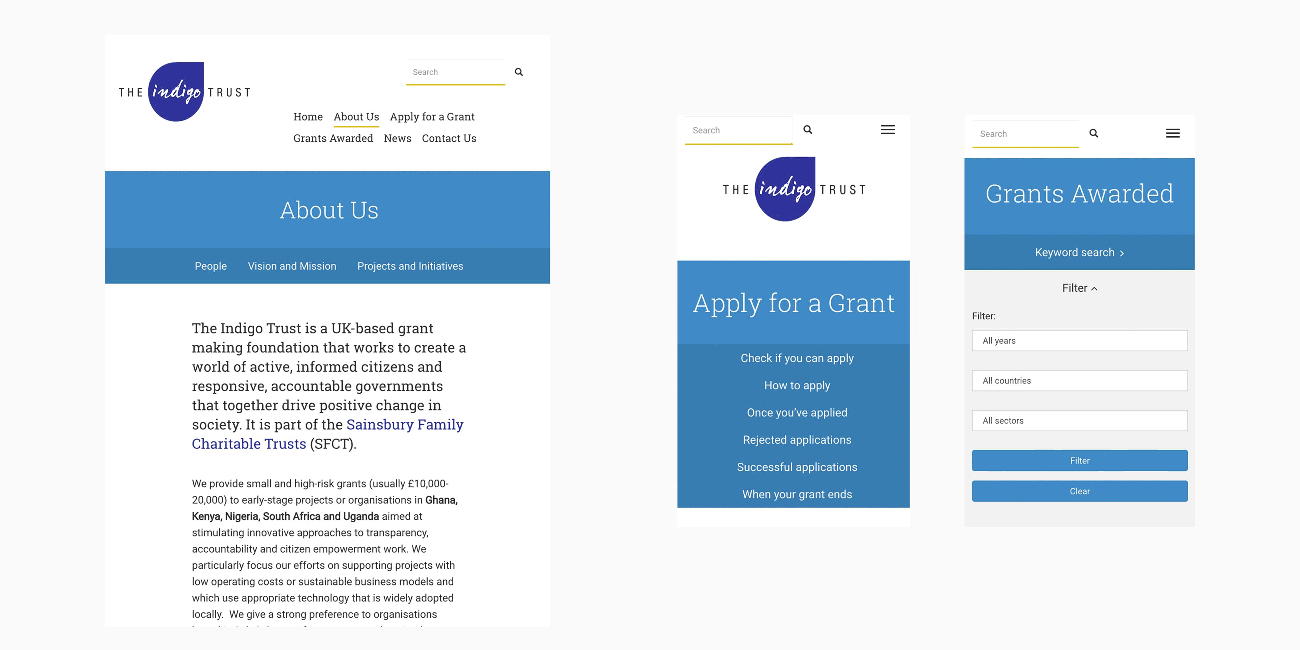 THE indigo TRUST
Search
Home About Us Apply for a Grant
Grants Awarded News Contact Us
About Us
People Vision and Mission Projects and Initiatives
The Indigo Trust is a UK-based grant
making foundation that works to create a
world of active, informed citizens and
responsive, accountable governments
that together drive positive change in
society. It is part of the Sainsbury Family
Charitable Trusts (SFCT).
We provide small and high-risk grants (usually £10,000-
20,000) to early-stage projects or organisations in Ghana,
Kenya, Nigeria, South Africa and Uganda aimed at
stimulating innovative approaches to transparency,
accountability and citizen empowerment work. We
particularly focus our efforts on supporting projects with
low operating costs or sustainable business models and
which use appropriate technology that is widely adopted
locally.  We give a strong preference to organisations
Search
THE indigo TRUST
Apply for a Grant
Check if you can apply
How to apply
Once you've applied
Rejected applications
Successful applications
When your grant ends
Search
Grants Awarded
Keyword search
Filter
Filter:
All years
All countries
All sectors
Filter
Clear